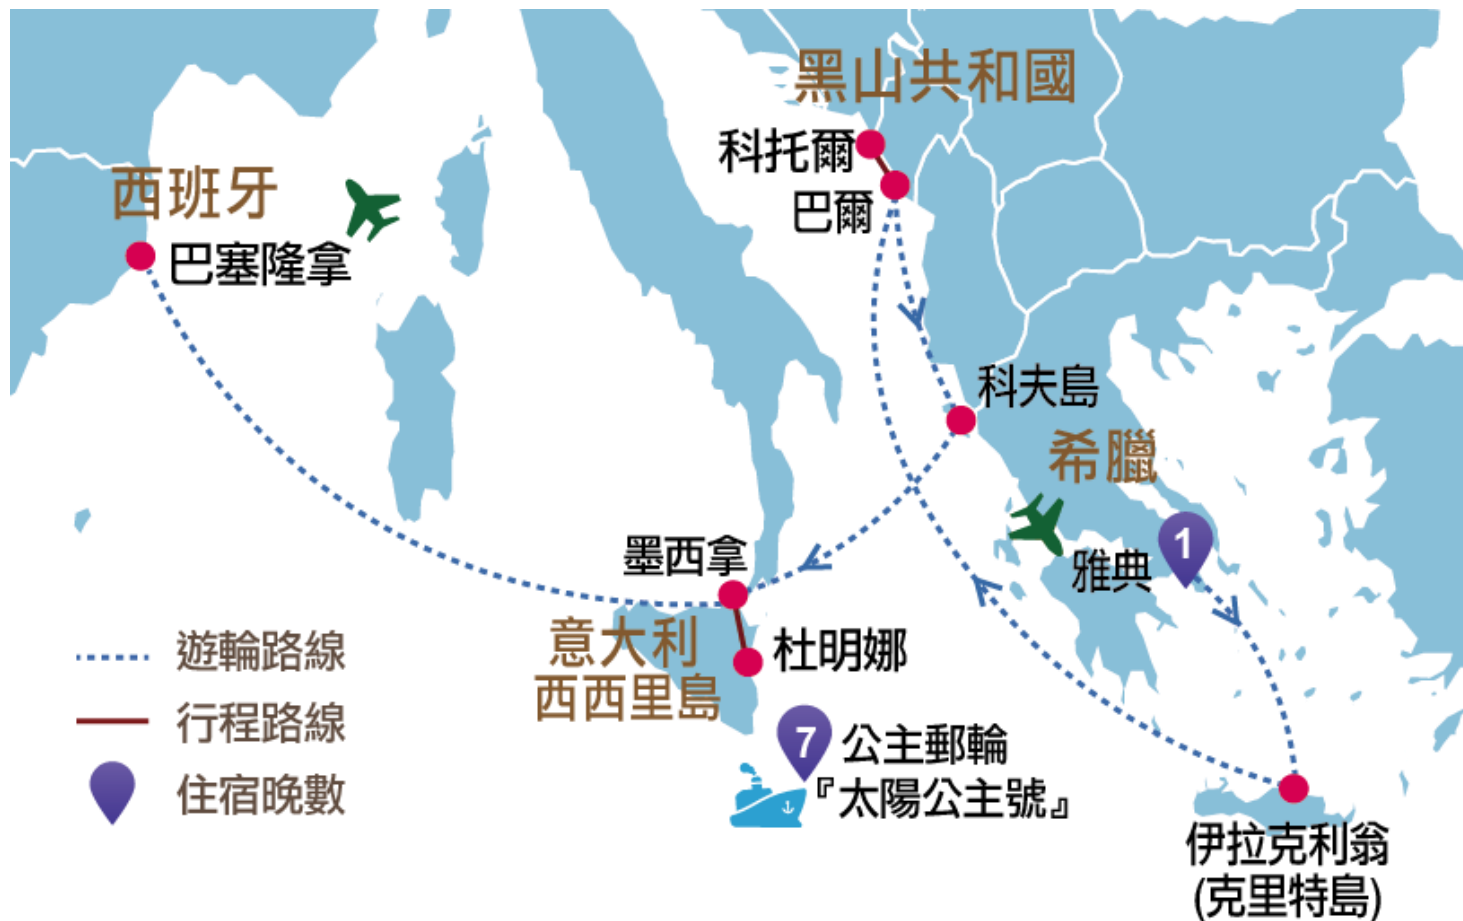 黑山共和國
科托爾
巴爾
西班牙
巴塞隆拿
科夫島
希臘
雅典
1
墨西拿
意大利
西西里島
杜明娜
7
公主郵輪
『太陽公主號』
伊拉克利翁
(克里特島)
遊輪路線
行程路線
住宿晚數